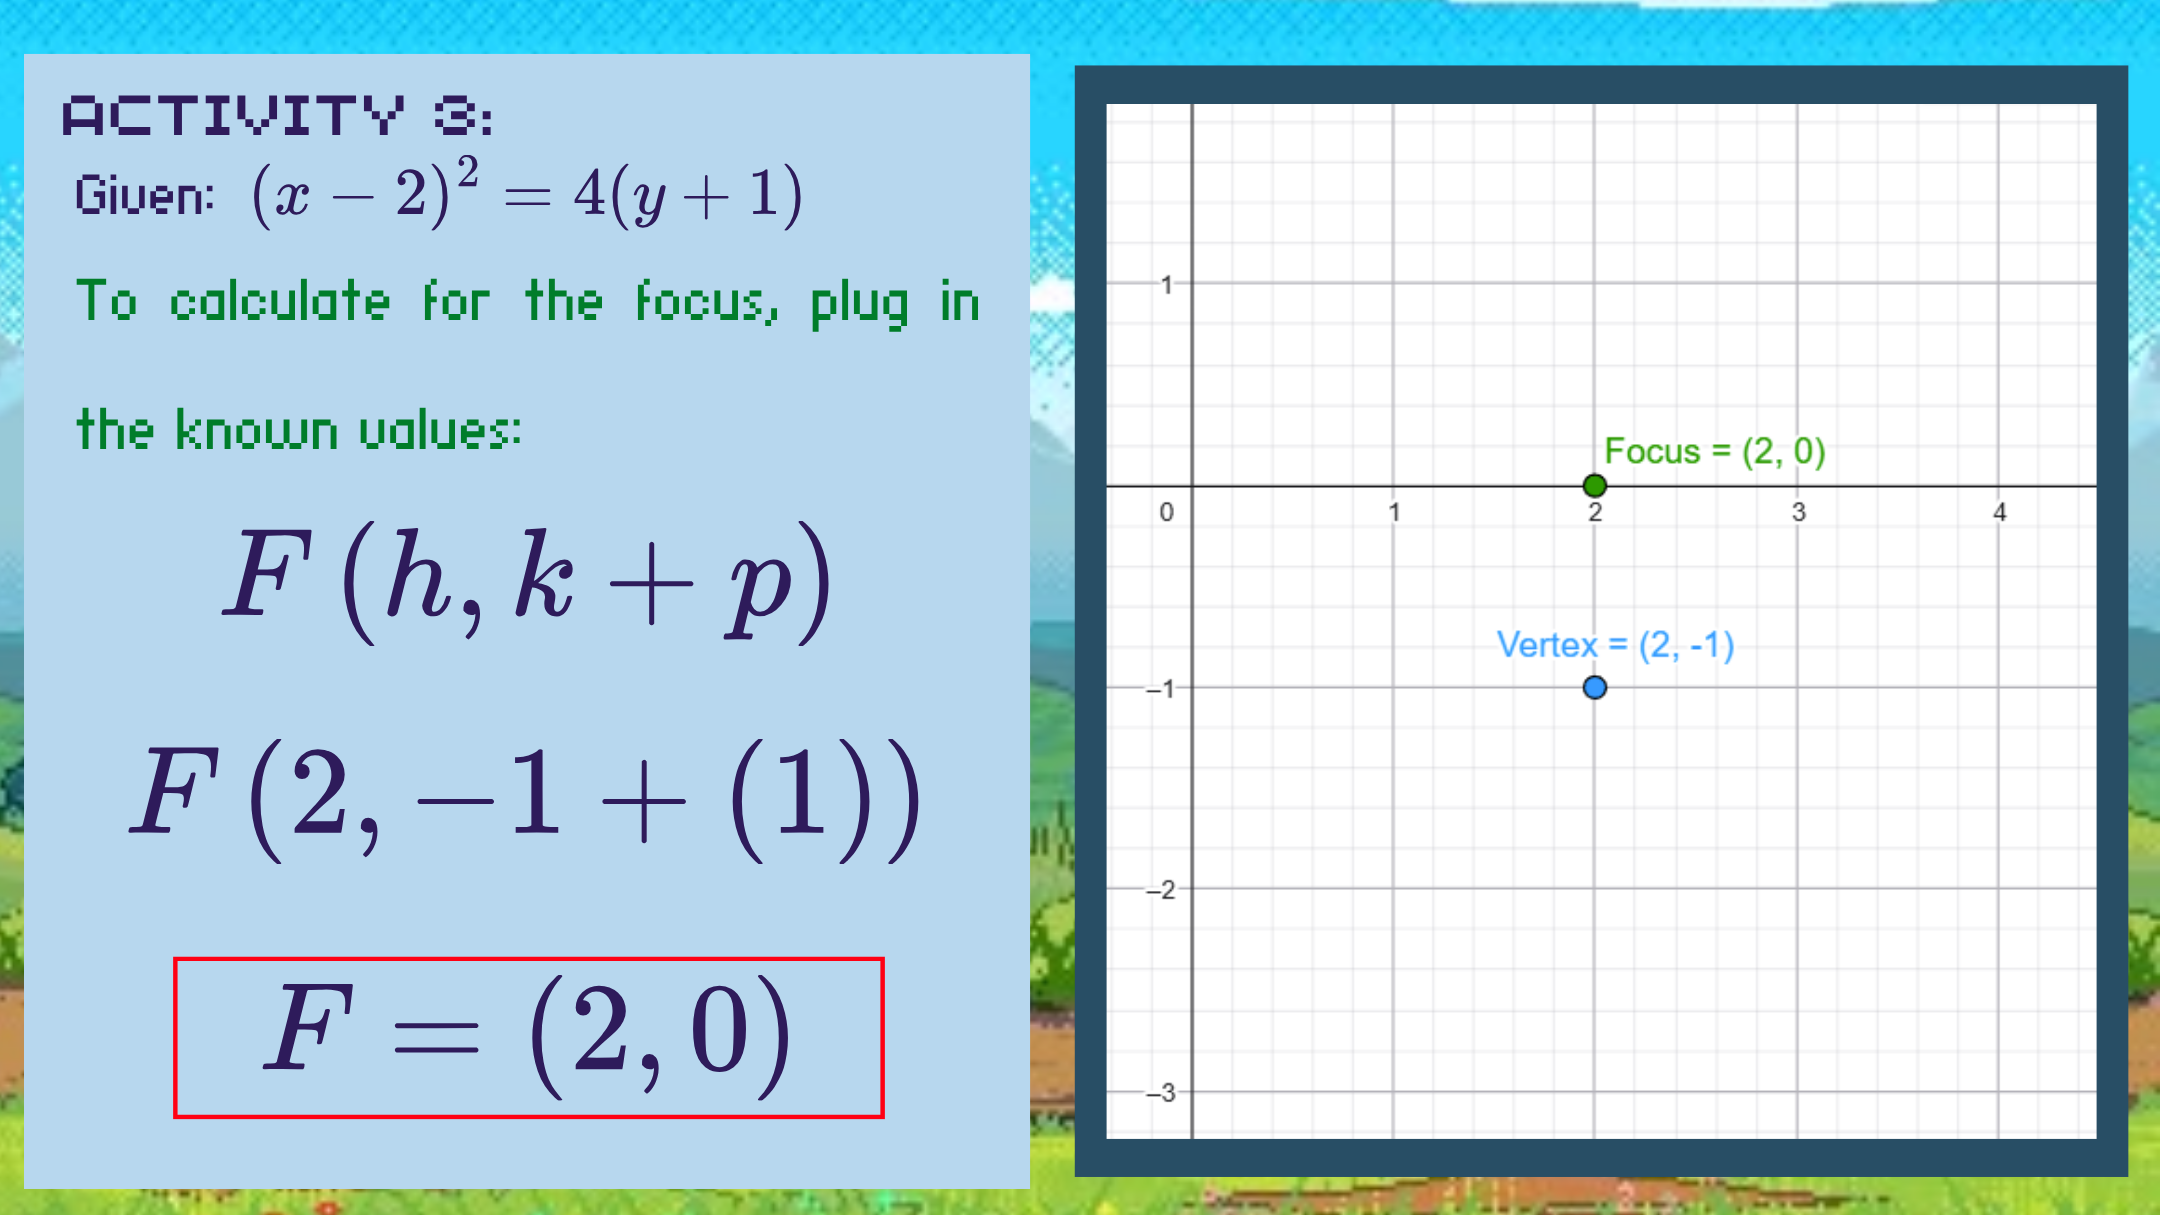 ACTIVITY 3:
Given: (x − 2)² = 4(y + 1)
To calculate for the focus, plug in
the known values:
F(h, k + p)
F(2, −1 + (1))
F = (2, 0)
1
Focus = (2, 0)
0 1 2 3 4
Vertex = (2, -1)
–1
–2
–3